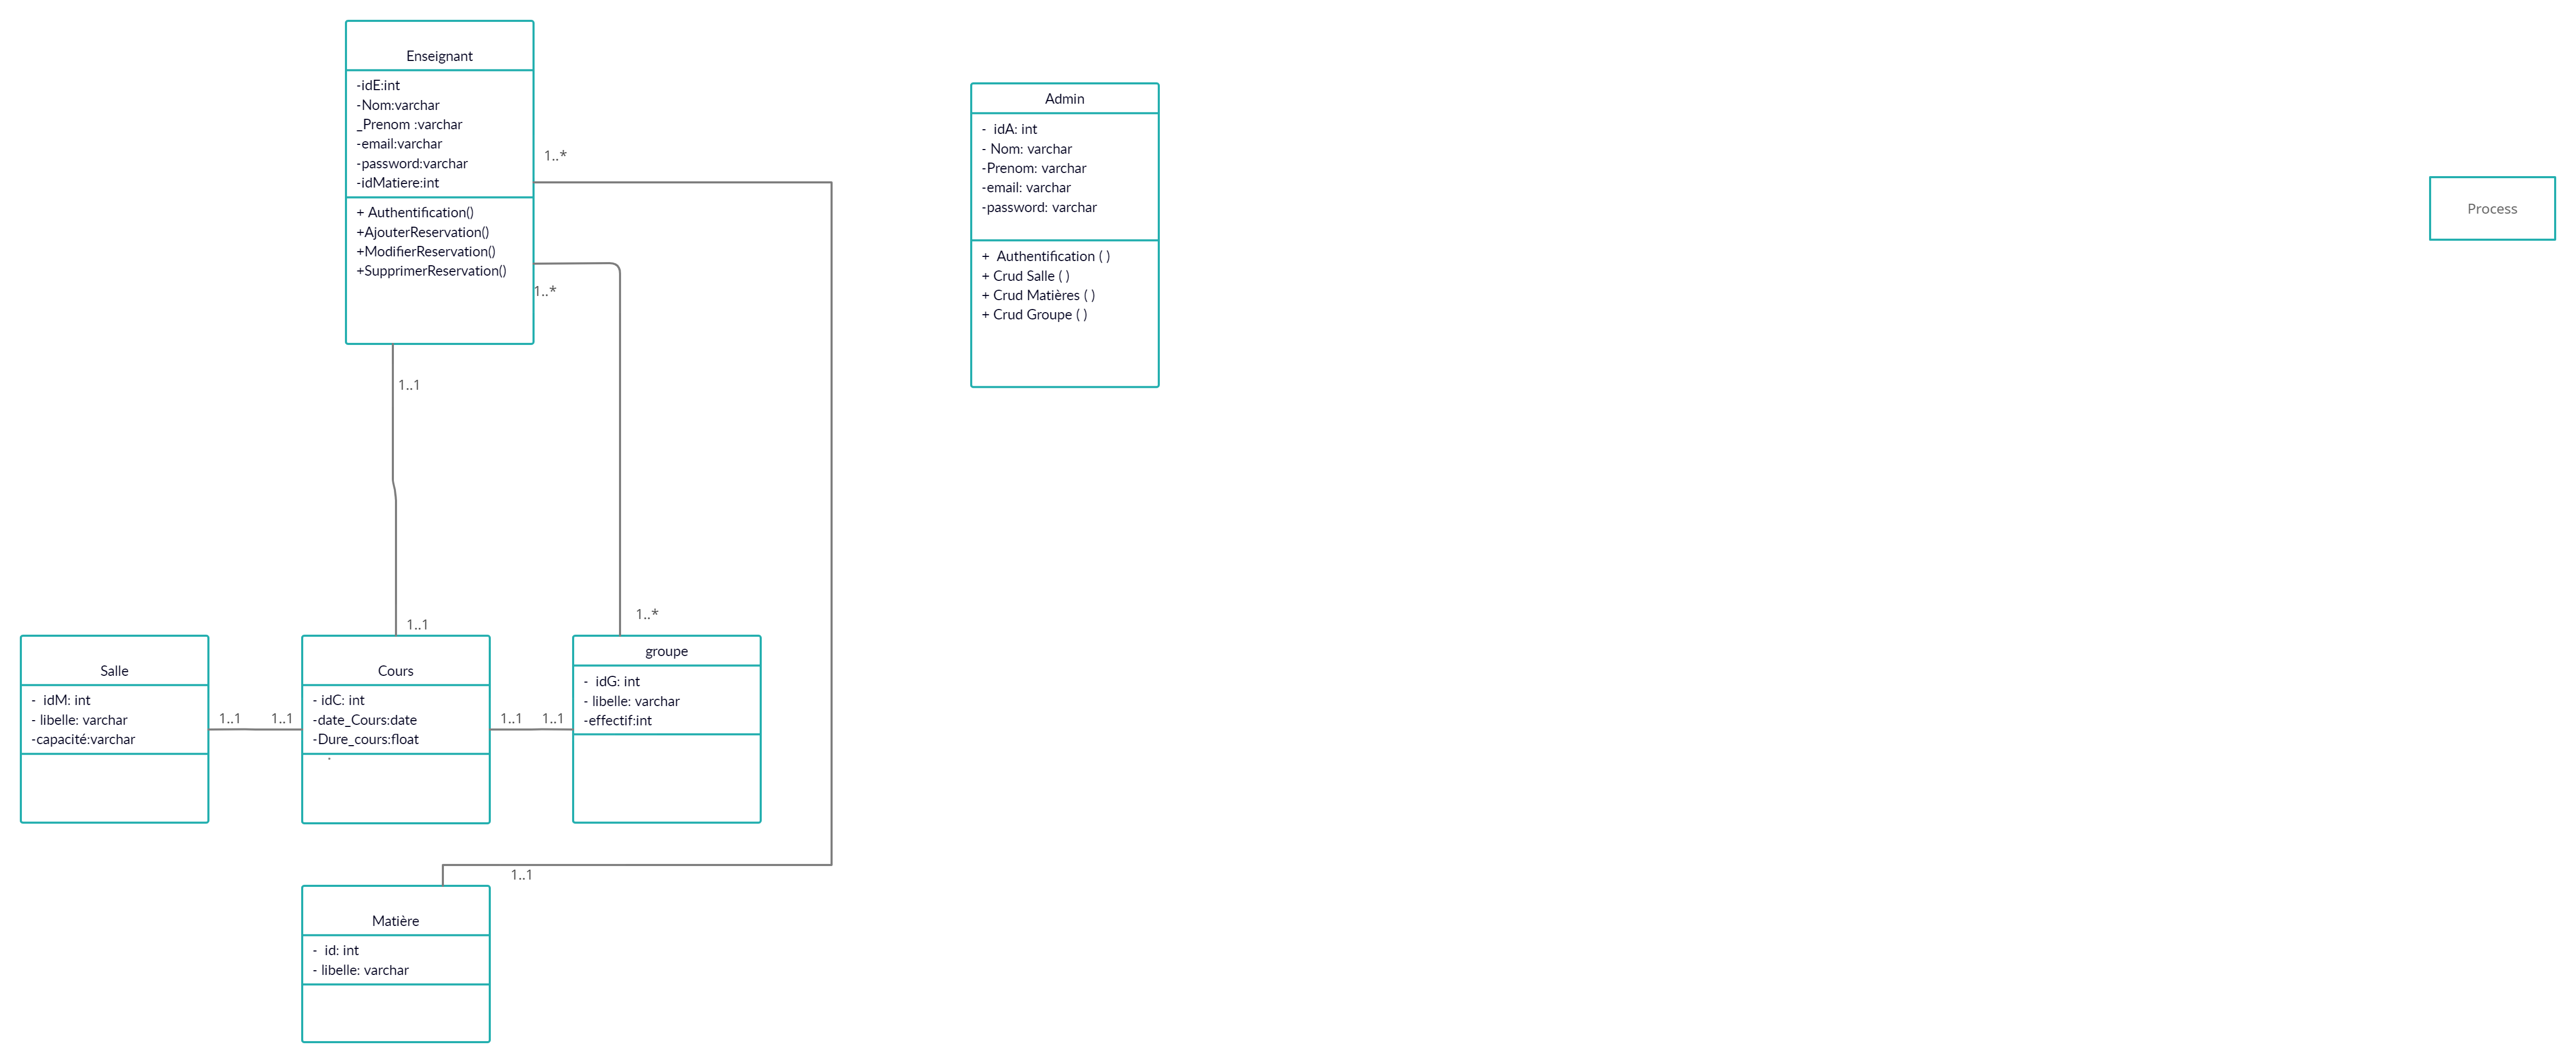 Enseignant
-idE:int
-Nom:varchar
_Prenom :varchar
-email:varchar
-password:varchar
-idMatiere:int
+ Authentification()
+AjouterReservation()
+ModifierReservation()
+SupprimerReservation()
1..*
1..*
1..1
1..1
1..*
Admin
-  idA: int
- Nom: varchar
-Prenom: varchar
-email: varchar
-password: varchar
+  Authentification ( )
+ Crud Salle ( )
+ Crud Matières ( )
+ Crud Groupe ( )
Process
Salle
-  idM: int
- libelle: varchar
-capacité:varchar
1..1
1..1
Cours
- idC: int
-date_Cours:date
-Dure_cours:float
1..1
1..1
groupe
-  idG: int
- libelle: varchar
-effectif:int
1..1
Matière
-  id: int
- libelle: varchar